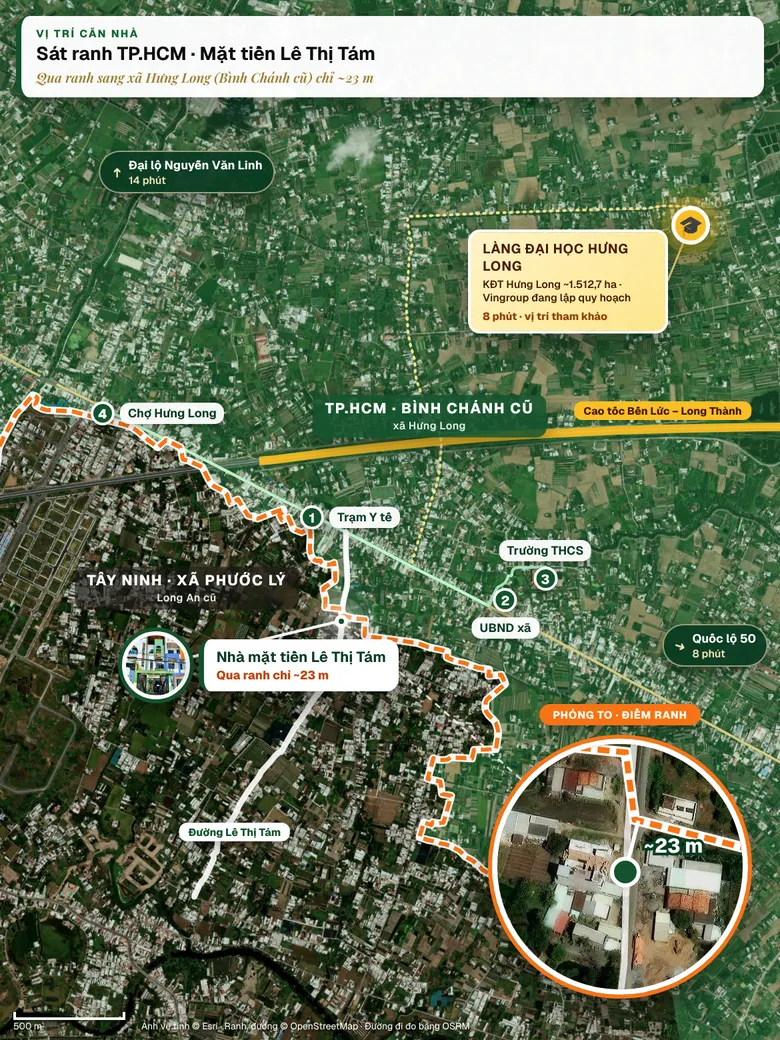 VỊ TRÍ CĂN NHÀ
Sát ranh TP.HCM · Mặt tiền Lê Thị Tám
Qua ranh sang xã Hưng Long (Bình Chánh cũ) chỉ ~23 m
↑ Đại lộ Nguyễn Văn Linh
14 phút
LÀNG ĐẠI HỌC HƯNG
LONG
KĐT Hưng Long ~1.512,7 ha ·
Vingroup đang lập quy hoạch
8 phút · vị trí tham khảo
4 Chợ Hưng Long
TP.HCM · BÌNH CHÁNH CŨ
xã Hưng Long
Cao tốc Bến Lức – Long Thành
1 Trạm Y tế
Trường THCS
3
2
UBND xã
TÂY NINH · XÃ PHƯỚC LÝ
Long An cũ
→ Quốc lộ 50
8 phút
Nhà mặt tiền Lê Thị Tám
Qua ranh chỉ ~23 m
PHÓNG TO · ĐIỂM RANH
~23 m
Đường Lê Thị Tám
500 m
Ảnh vệ tinh © Esri · Ranh, đường © OpenStreetMap · Đường đi đo bằng OSRM